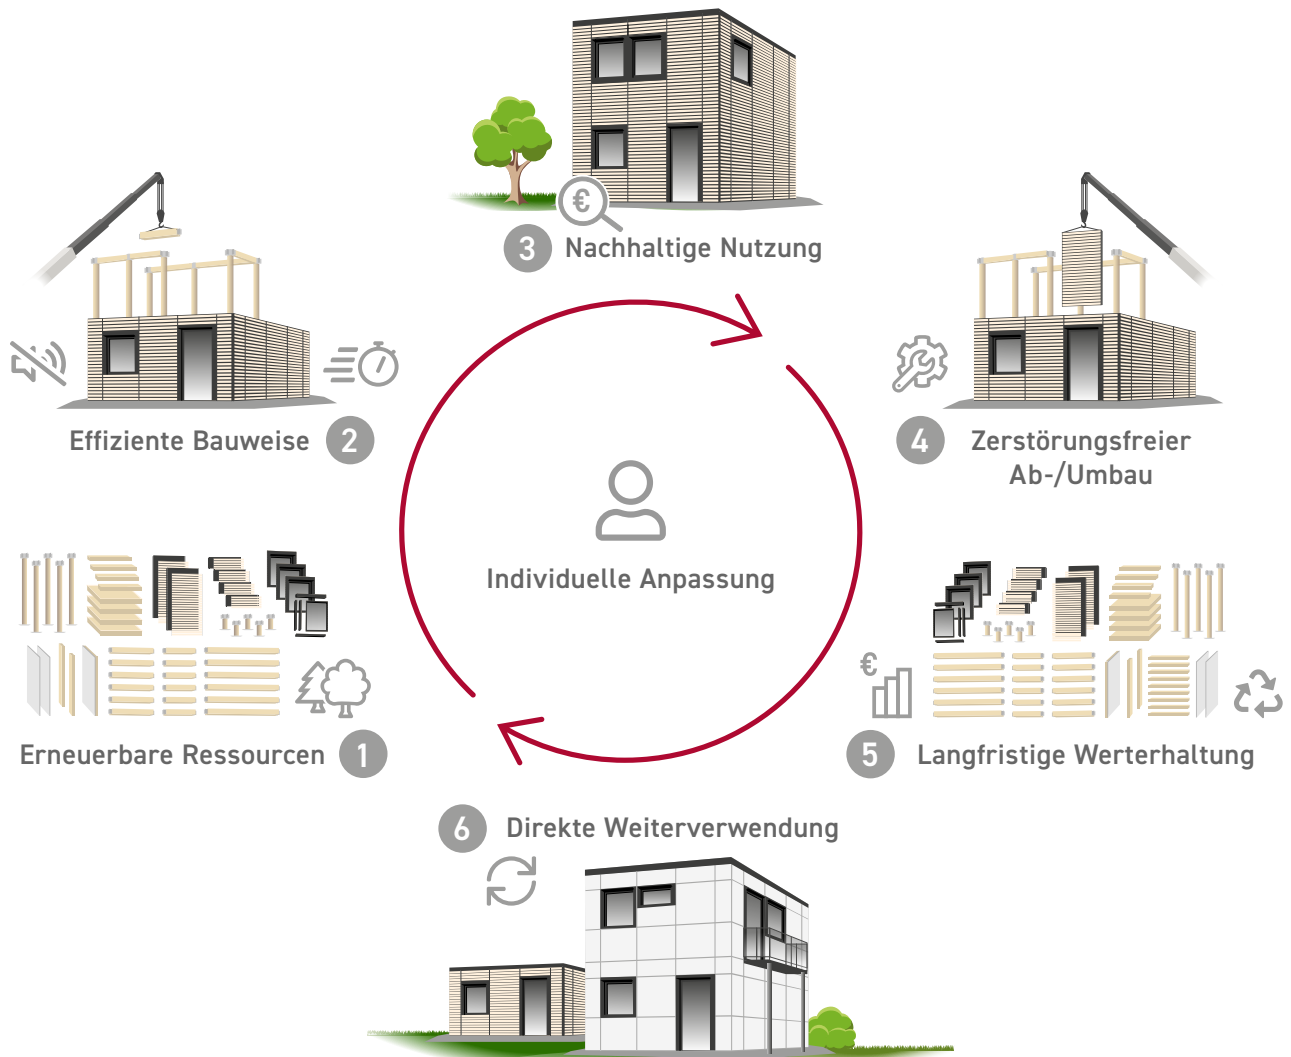 €
3 Nachhaltige Nutzung
Effiziente Bauweise 2
4 Zerstörungsfreier
Ab-/Umbau
Individuelle Anpassung
€
Erneuerbare Ressourcen 1
5 Langfristige Werterhaltung
6 Direkte Weiterverwendung